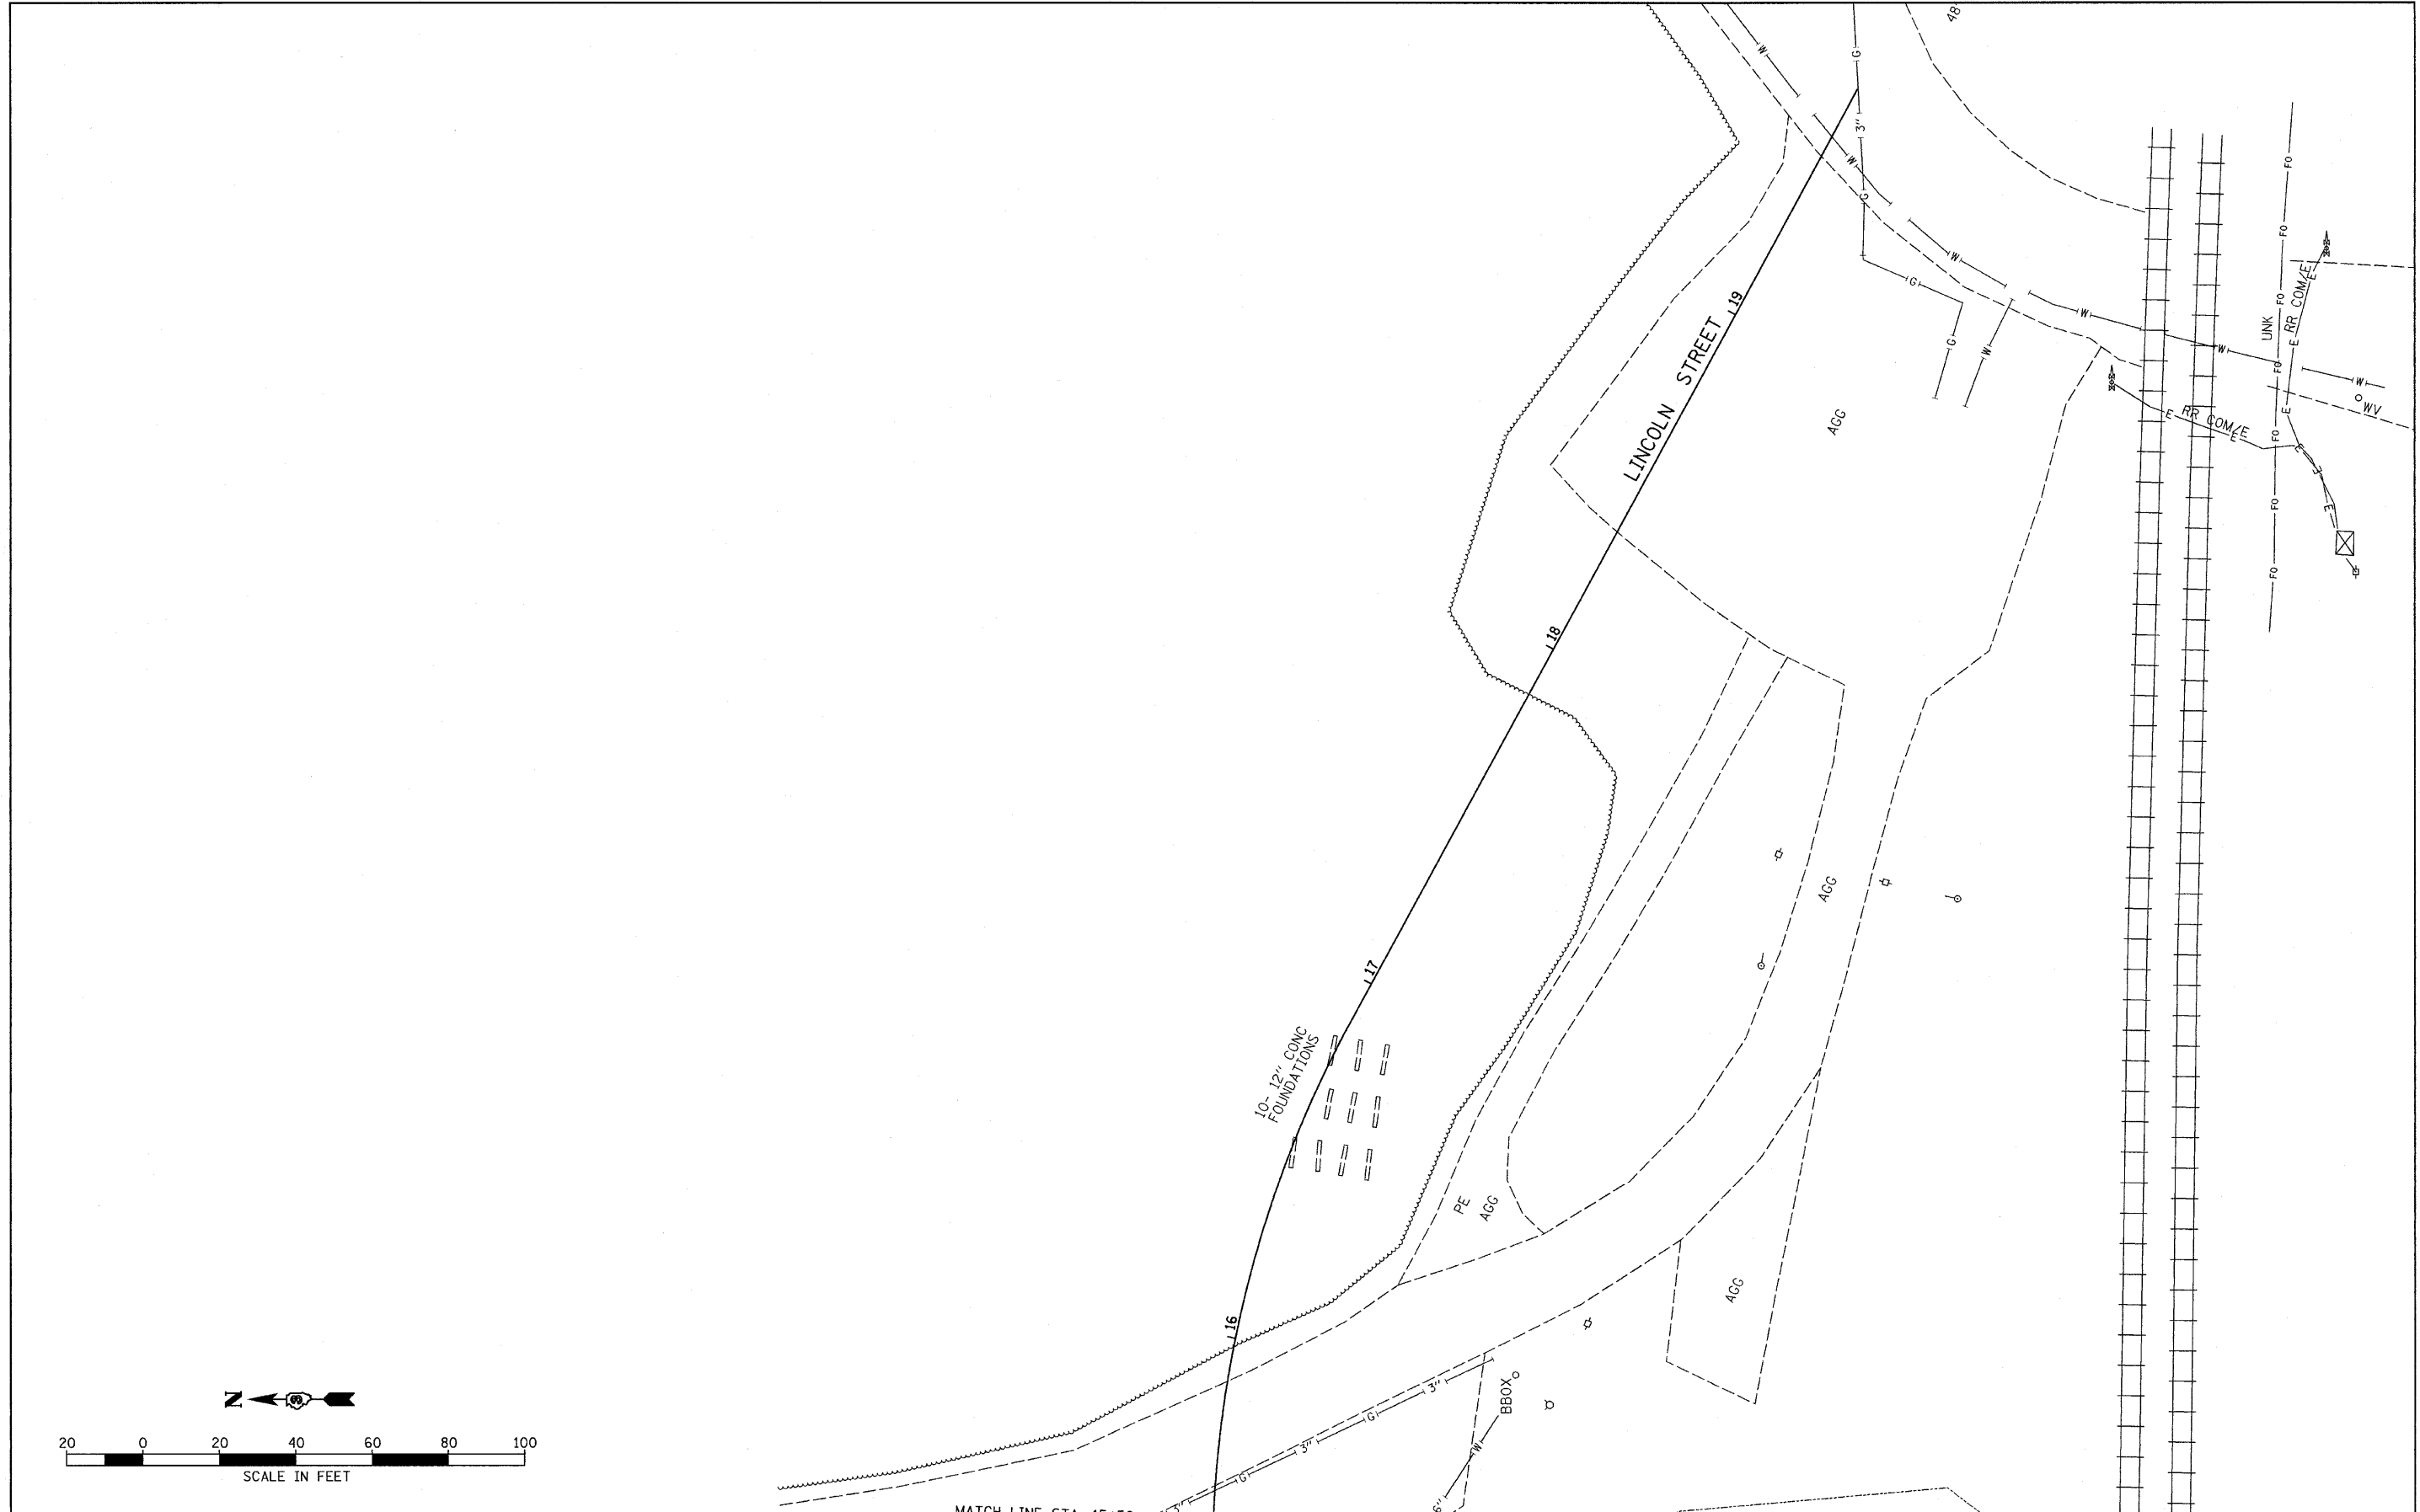 48
W
G
3"
W
G
W
G
W
G
W
W
W
FO
FO
FO
FO
FO
FO
FO
UNK
E RR COM/E
E
E
E
E RR COM/E
E
E
E
E
WV
19
LINCOLN STREET
AGG
18
17
AGG
10- 12" CONC
FOUNDATIONS
PE
AGG
AGG
16
BBOX
3"
G
3"
G
3"
W
6"
N
20 0 20 40 60 80 100
SCALE IN FEET